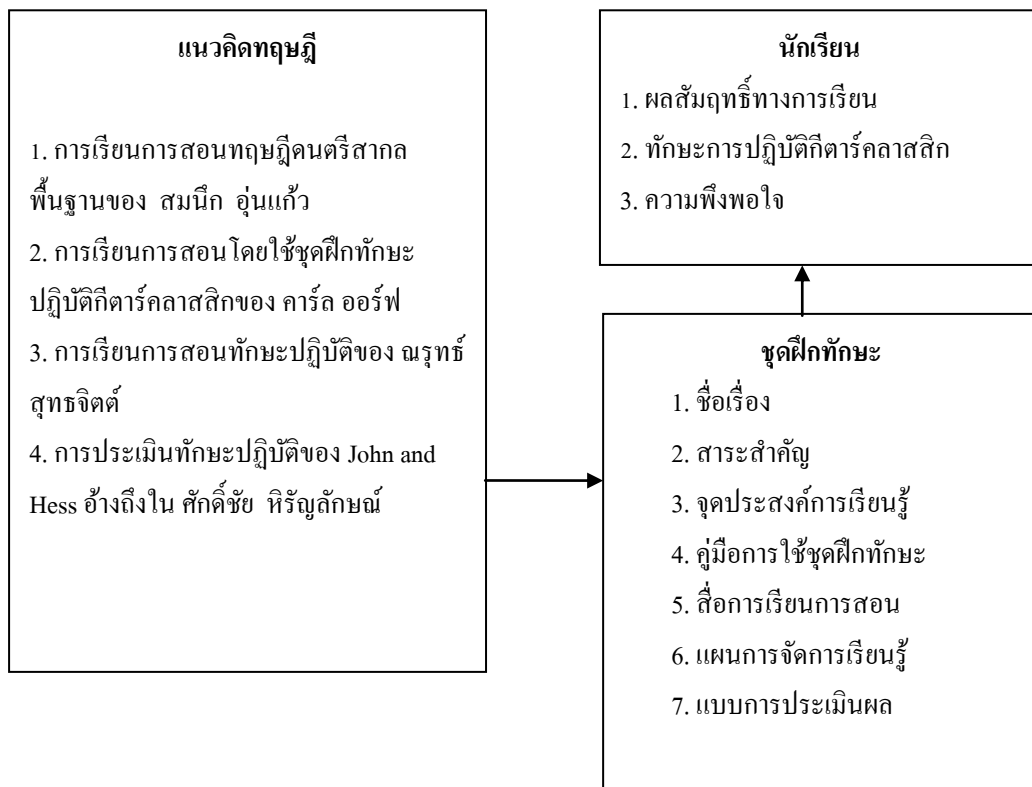 แนวคิดทฤษฎี
1. การเรียนการสอนทฤษฎีดนตรีสากล
พื้นฐานของ สมนึก อุ่นแก้ว
2. การเรียนการสอนโดยใช้ชุดฝึกทักษะ
ปฏิบัติกีตาร์คลาสสิกของ คาร์ล ออร์ฟ
3. การเรียนการสอนทักษะปฏิบัติของ ณรุทธ์
สุทธจิตต์
4. การประเมินทักษะปฏิบัติของ John and
Hess อ้างถึงใน ศักดิ์ชัย หิรัญลักษณ์
นักเรียน
1. ผลสัมฤทธิ์ทางการเรียน
2. ทักษะการปฏิบัติกีตาร์คลาสสิก
3. ความพึงพอใจ
ชุดฝึกทักษะ
1. ชื่อเรื่อง
2. สาระสำคัญ
3. จุดประสงค์การเรียนรู้
4. คู่มือการใช้ชุดฝึกทักษะ
5. สื่อการเรียนการสอน
6. แผนการจัดการเรียนรู้
7. แบบการประเมินผล